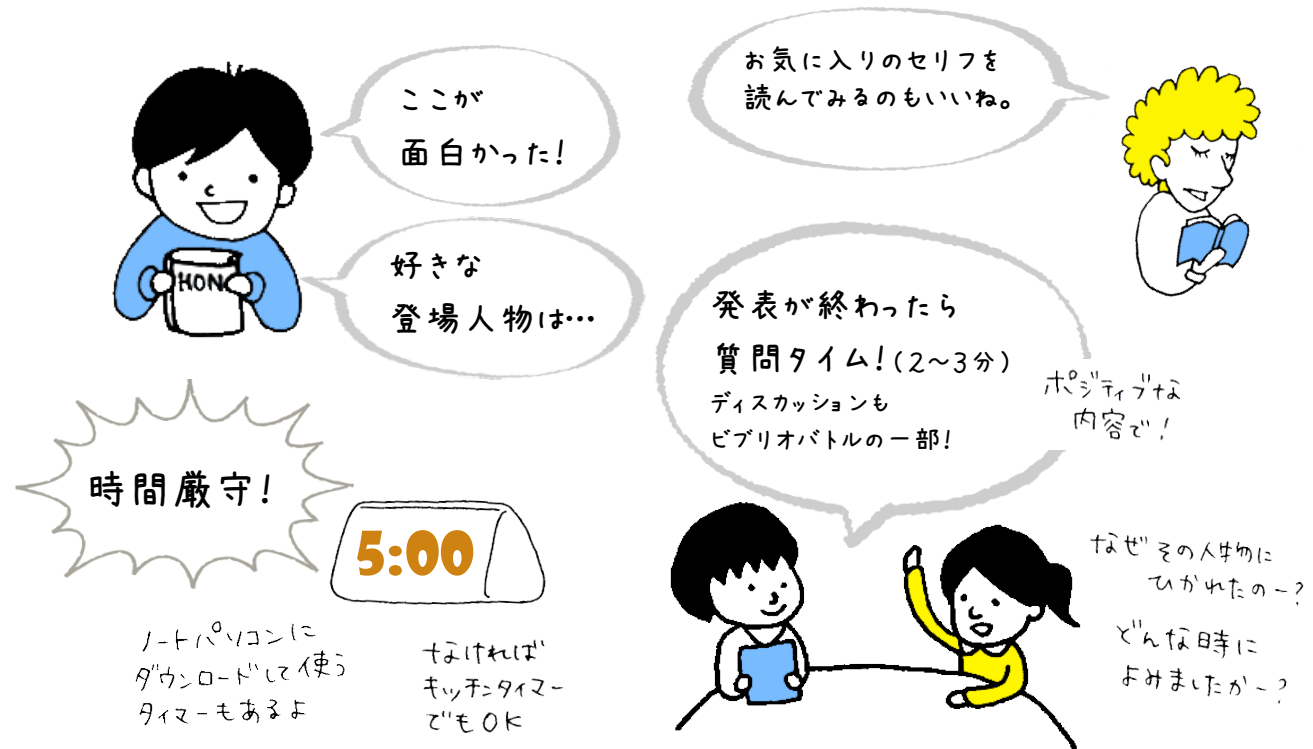 ここが
面白かった!
HON
好きな
登場人物は…
お気に入りのセリフを
読んでみるのもいいね。
発表が終わったら
質問タイム!(2〜3分)
ディスカッションも
ビブリオバトルの一部!
ポジティブな
内容で!
時間厳守!
5:00
ノートパソコンに
ダウンロードして使う
タイマーもあるよ
なければ
キッチンタイマー
でもOK
なぜその人物に
ひかれたのー?
どんな時に
よみましたかー?